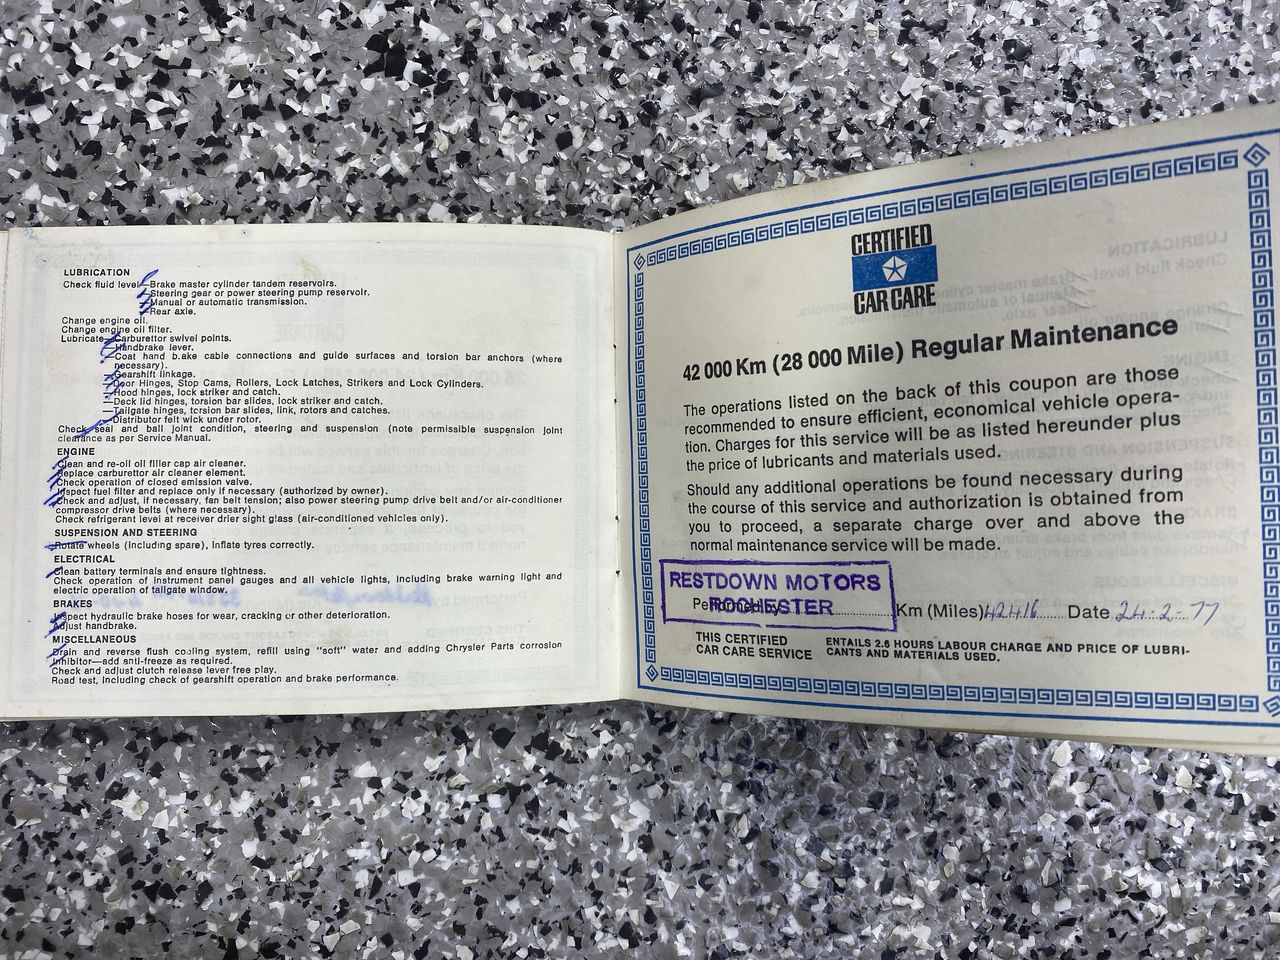 LUBRICATION
Check fluid level—Brake master cylinder tandem reservoirs.
—Steering gear or power steering pump reservoir.
—Manual or automatic transmission.
—Rear axle.
Change engine oil.
Change engine oil filter.
Lubricate—Carburettor swivel points.
—Handbrake lever.
—Coat hand brake cable connections and guide surfaces and torsion bar anchors (where
necessary).
—Gearshift linkage.
—Door Hinges, Stop Cams, Rollers, Lock Latches, Strikers and Lock Cylinders.
—Hood hinges, lock striker and catch.
—Deck lid hinges, torsion bar slides, lock striker and catch.
—Tailgate hinges, torsion bar slides, link, rotors and catches.
—Distributor felt wick under rotor.
Check seal and ball joint condition, steering and suspension (note permissible suspension joint
clearance as per Service Manual.
ENGINE
Clean and re-oil oil filler cap air cleaner.
Replace carburettor air cleaner element.
Check operation of closed emission valve.
Inspect fuel filter and replace only if necessary (authorized by owner).
Check and adjust, if necessary, fan belt tension; also power steering pump drive belt and/or air-conditioner
compressor drive belts (where necessary).
Check refrigerant level at receiver drier sight glass (air-conditioned vehicles only).
SUSPENSION AND STEERING
Rotate wheels (including spare), inflate tyres correctly.
ELECTRICAL
Clean battery terminals and ensure tightness.
Check operation of instrument panel gauges and all vehicle lights, including brake warning light and
electric operation of tailgate window.
BRAKES
Inspect hydraulic brake hoses for wear, cracking or other deterioration.
Adjust handbrake.
MISCELLANEOUS
Drain and reverse flush cooling system, refill using "soft" water and adding Chrysler Parts corrosion
inhibitor—add anti-freeze as required.
Check and adjust clutch release lever free play.
Road test, including check of gearshift operation and brake performance.
CERTIFIED
CAR CARE
42 000 Km (28 000 Mile) Regular Maintenance
The operations listed on the back of this coupon are those
recommended to ensure efficient, economical vehicle opera-
tion. Charges for this service will be as listed hereunder plus
the price of lubricants and materials used.
Should any additional operations be found necessary during
the course of this service and authorization is obtained from
you to proceed, a separate charge over and above the
normal maintenance service will be made.
RESTDOWN MOTORS
ROCHESTER
Performed by Km (Miles) 42416 Date 24-2-77
THIS CERTIFIED
CAR CARE SERVICE
ENTAILS 2.6 HOURS LABOUR CHARGE AND PRICE OF LUBRI-
CANTS AND MATERIALS USED.